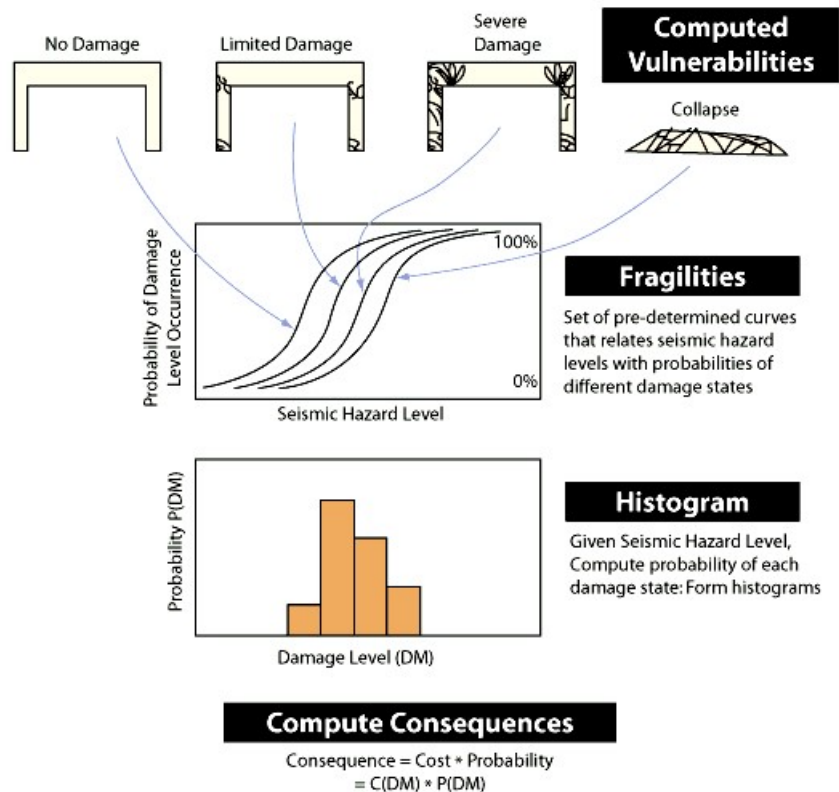 No Damage
Limited Damage
Severe
Damage
Computed
Vulnerabilities
Collapse
Probability of Damage
Level Occurrence
100%
0%
Seismic Hazard Level
Fragilities
Set of pre-determined curves
that relates seismic hazard
levels with probabilities of
different damage states
Probability P(DM)
Damage Level (DM)
Histogram
Given Seismic Hazard Level,
Compute probability of each
damage state: Form histograms
Compute Consequences
Consequence = Cost * Probability
= C(DM) * P(DM)